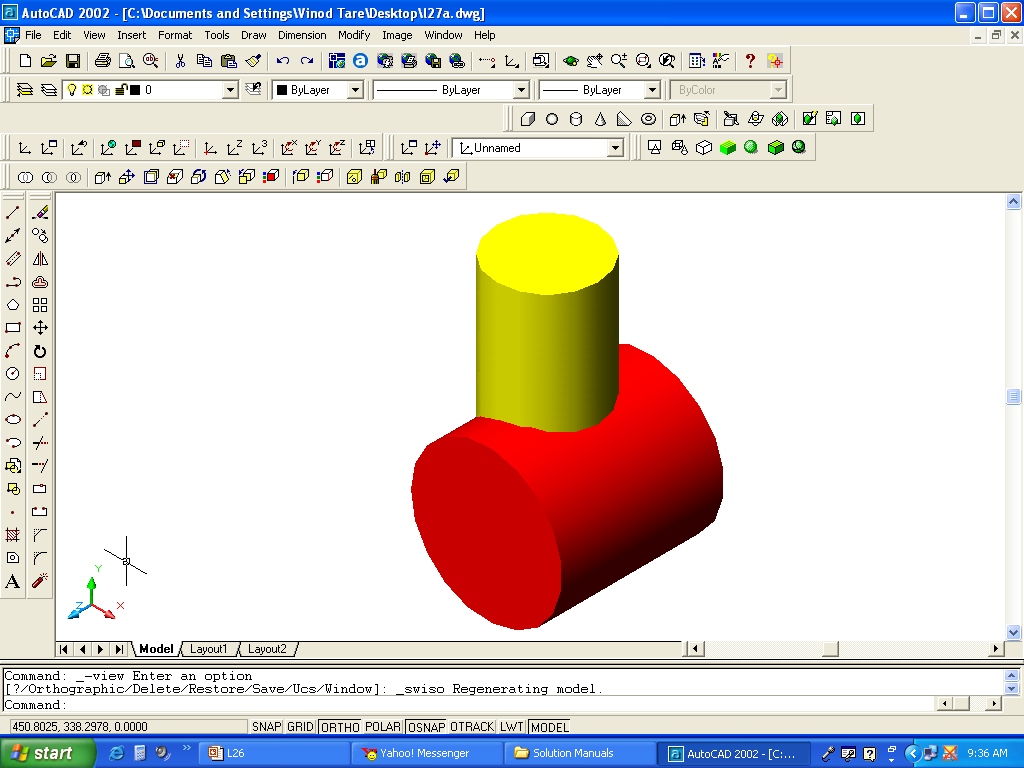 AutoCAD 2002 - [C:\Documents and Settings\Winod Tare\Desktop\l27a.dwg]
File Edit View Insert Format Tools Draw Dimension Modify Image Window Help
0 ByLayer ByLayer ByLayer ByColor
Unnamed
Y
Z X
Model Layout1 Layout2
Command: _-view Enter an option
[?/Orthographic/Delete/Restore/Save/Ucs/Window]: _swiso Regenerating model.
Command:
450.8025, 338.2978, 0.0000 SNAP GRID ORTHO POLAR OSNAP OTRACK LWT MODEL
start L26 Yahoo! Messenger Solution Manuals AutoCAD 2002 - [C:... 9:36 AM